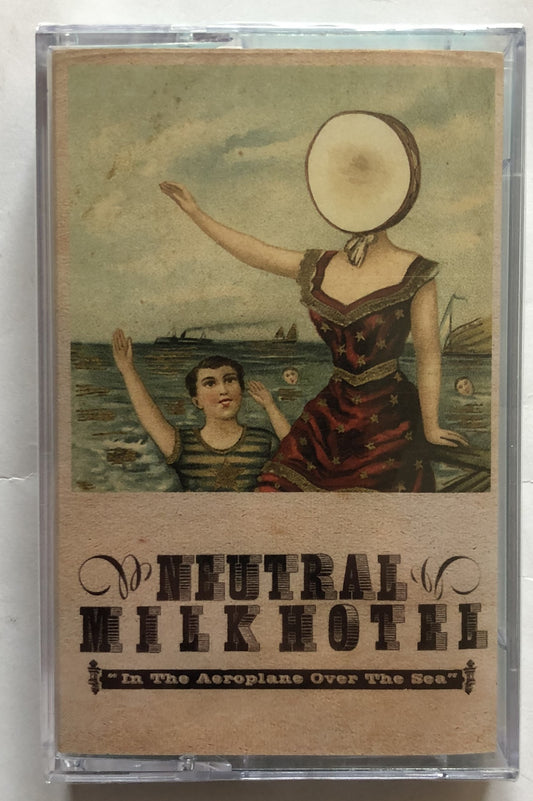 NEUTRAL
MILK HOTEL
"In The Aeroplane Over The Sea"